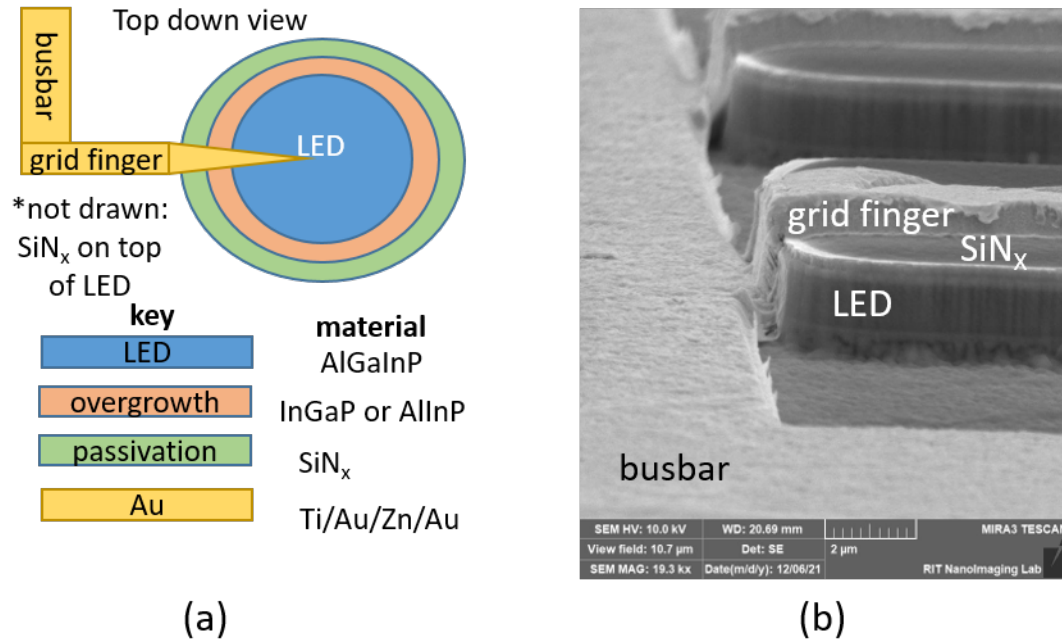 Top down view
busbar
LED
grid finger
*not drawn:
SiNx on top
of LED
key
material
LED
AlGaInP
overgrowth
InGaP or AlInP
passivation
SiNx
Au
Ti/Au/Zn/Au
(a)
grid finger
SiNx
LED
busbar
SEM HV: 10.0 kV
WD: 20.69 mm
MIRA3 TESCAN
View field: 10.7 µm
Det: SE
2 µm
SEM MAG: 19.3 kx
Date(m/d/y): 12/06/21
RIT NanoImaging Lab
(b)